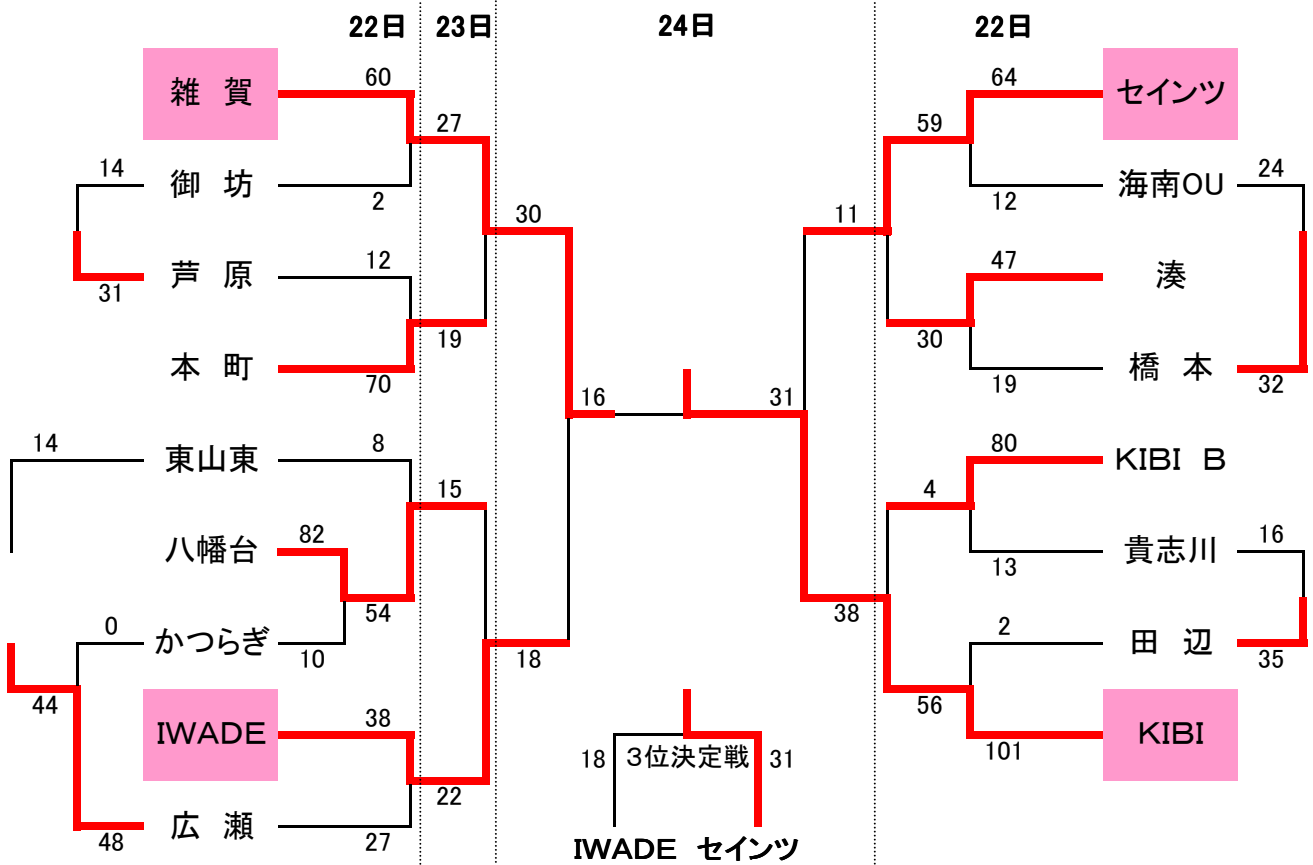 22日 23日 24日 22日
60 64
雑 賀 セインツ
27 59
14 御 坊 2 海南OU 24
12
30 11
12 47
31 芦 原 湊
19 30
本 町 70 橋 本 32
19
16 31
14 東山東 8 80 KIBI B
15 4
八幡台 82 貴志川 16
13
54 38
0 かつらぎ 10 2 田 辺 35
18
44 56
IWADE 38 KIBI
101
18 3位決定戦 31
22
48 広 瀬 27
IWADE セインツ